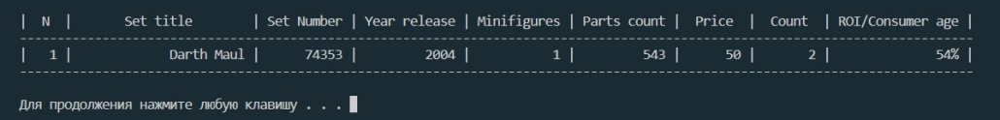 | N | Set title | Set Number | Year release | Minifigures | Parts count | Price | Count | ROI/Consumer age |
| 1 | Darth Maul | 74353 | 2004 | 1 | 543 | 50 | 2 | 54% |
Для продолжения нажмите любую клавишу . . .